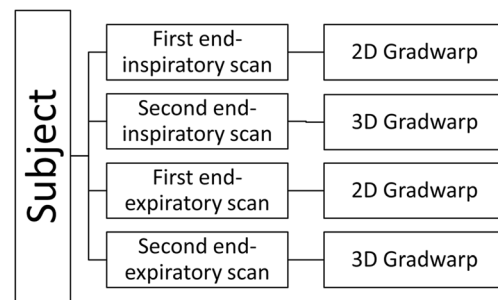 Subject
First end-
inspiratory scan
2D Gradwarp
Second end-
inspiratory scan
3D Gradwarp
First end-
expiratory scan
2D Gradwarp
Second end-
expiratory scan
3D Gradwarp